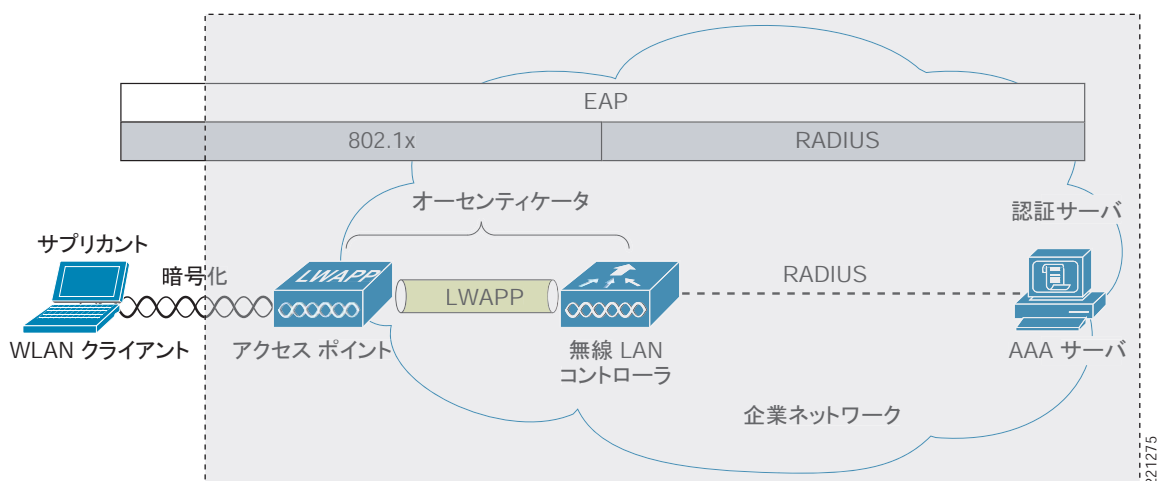 EAP
802.1x
RADIUS
オーセンティケータ
認証サーバ
サプリカント
暗号化
LWAPP
LWAPP
RADIUS
WLAN クライアント
アクセス ポイント
無線 LAN
コントローラ
AAA サーバ
企業ネットワーク
221275